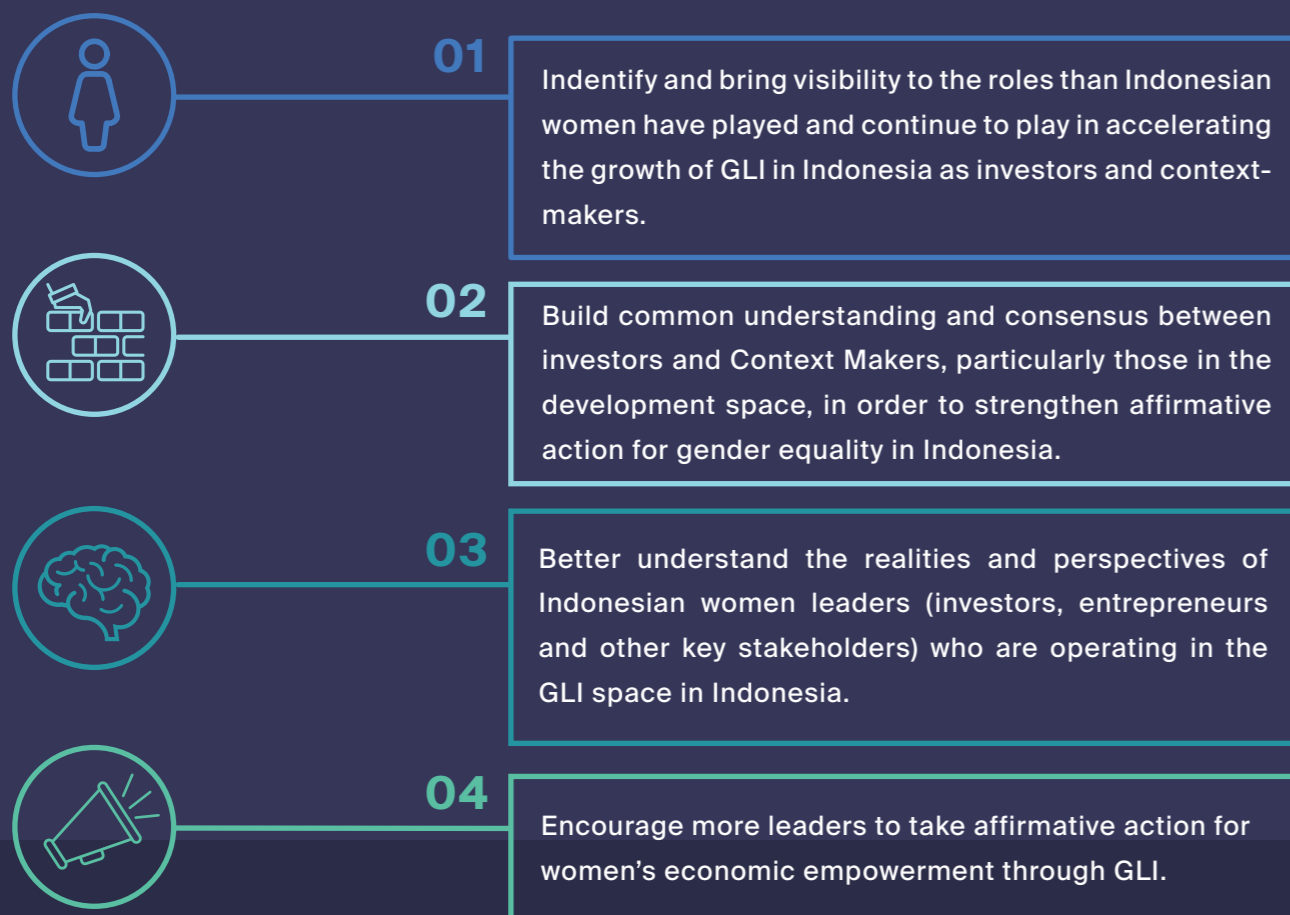 01
Indentify and bring visibility to the roles than Indonesian
women have played and continue to play in accelerating
the growth of GLI in Indonesia as investors and context-
makers.
02
Build common understanding and consensus between
investors and Context Makers, particularly those in the
development space, in order to strengthen affirmative
action for gender equality in Indonesia.
03
Better understand the realities and perspectives of
Indonesian women leaders (investors, entrepreneurs
and other key stakeholders) who are operating in the
GLI space in Indonesia.
04
Encourage more leaders to take affirmative action for
women’s economic empowerment through GLI.